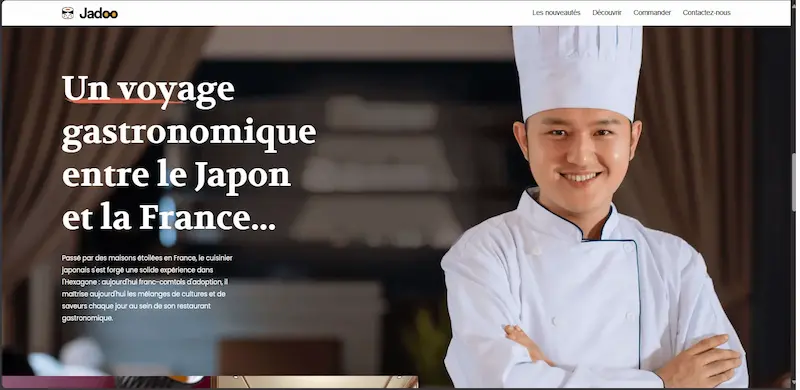 Jadoo
Les nouveautés
Découvrir
Commander
Contactez-nous
Un voyage
gastronomique
entre le Japon
et la France...
Passé par des maisons étoilées en France, le cuisinier
japonais s'est forgé une solide expérience dans
l'Hexagone : aujourd'hui franc-comtois d'adoption, il
maîtrise aujourd'hui les mélanges de cultures et de
saveurs chaque jour au sein de son restaurant
gastronomique.